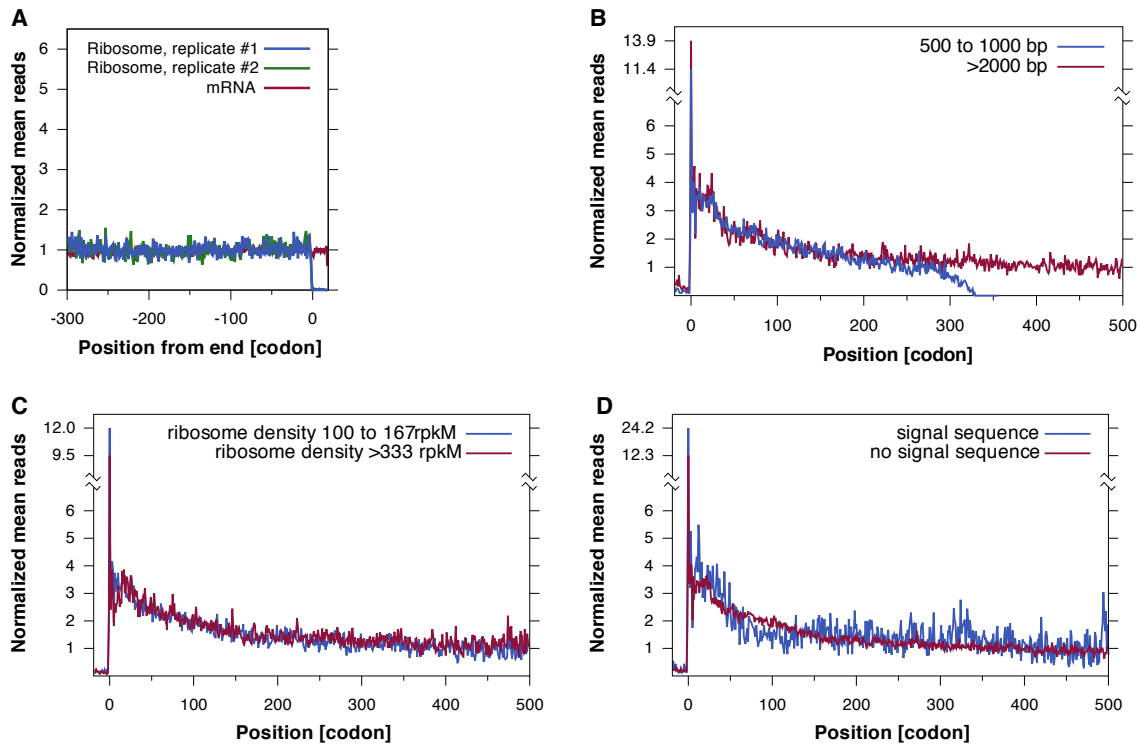 A
Ribosome, replicate #1
Ribosome, replicate #2
mRNA
Normalized mean reads
6
5
4
3
2
1
0
-300 -200 -100 0
Position from end [codon]
B
500 to 1000 bp
>2000 bp
Normalized mean reads
13.9
11.4
6
5
4
3
2
1
0 100 200 300 400 500
Position [codon]
C
ribosome density 100 to 167rpkM
ribosome density >333 rpkM
Normalized mean reads
12.0
9.5
6
5
4
3
2
1
0 100 200 300 400 500
Position [codon]
D
signal sequence
no signal sequence
Normalized mean reads
24.2
12.3
6
5
4
3
2
1
0 100 200 300 400 500
Position [codon]